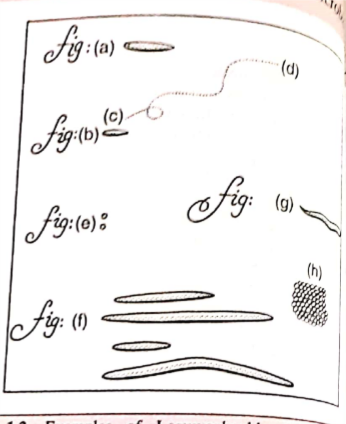 fig:(a)
(d)
(c)
fig:(b)
fig: (g)
fig:(e)
(h)
fig: (f)
Examples of